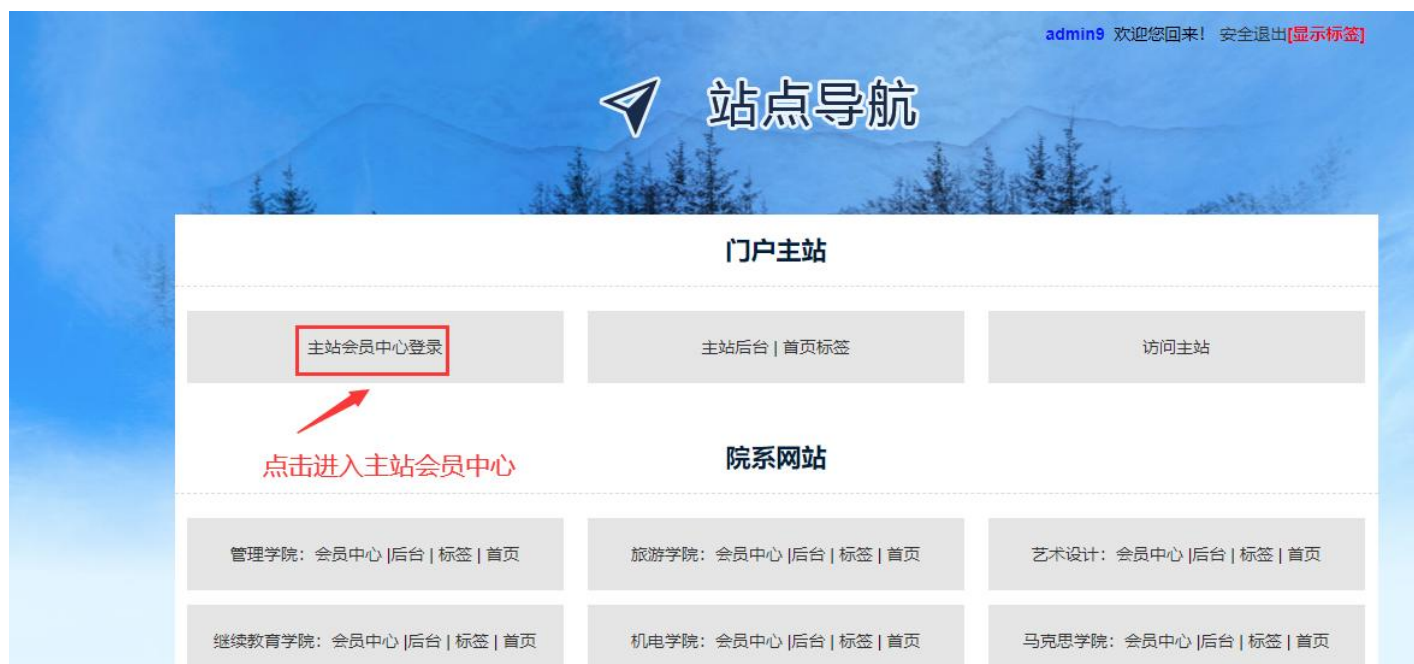 admin9 欢迎您回来! 安全退出[显示标签]
站点导航
门户主站
主站会员中心登录
主站后台 | 首页标签
访问主站
点击进入主站会员中心
院系网站
管理学院：会员中心 |后台 | 标签 | 首页
旅游学院：会员中心 |后台 | 标签 | 首页
艺术设计：会员中心 |后台 | 标签 | 首页
继续教育学院：会员中心 |后台 | 标签 | 首页
机电学院：会员中心 |后台 | 标签 | 首页
马克思学院：会员中心 |后台 | 标签 | 首页